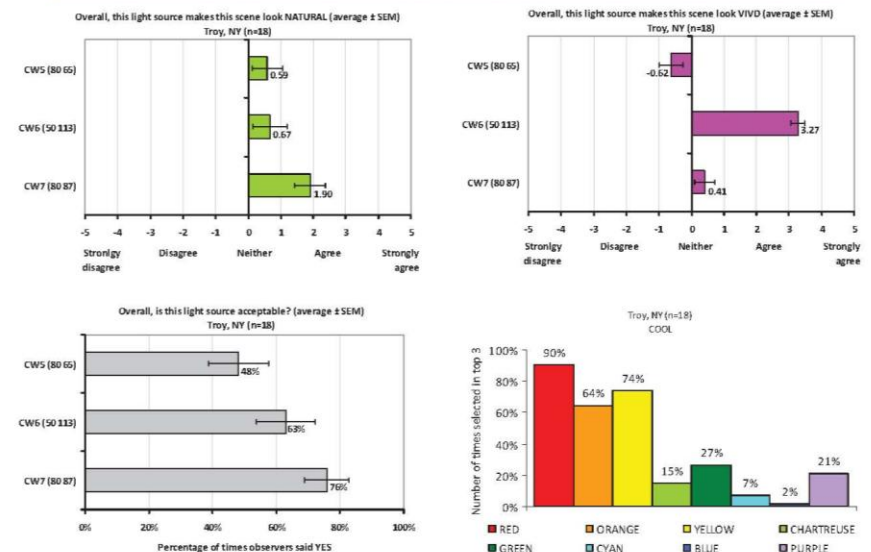 Overall, this light source makes this scene look NATURAL (average ± SEM)
Troy, NY (n=18)
CW5 (80 65)
0.59
CW6 (50 113)
0.67
CW7 (80 87)
1.90
-5 -4 -3 -2 -1 0 1 2 3 4 5
Stronlgy disagree Disagree Neither Agree Strongly agree
Overall, this light source makes this scene look VIVD (average ± SEM)
Troy, NY (n=18)
CW5 (80 65)
-0.62
CW6 (50 113)
3.27
CW7 (80 87)
0.41
-5 -4 -3 -2 -1 0 1 2 3 4 5
Stronlgy disagree Disagree Neither Agree Strongly agree
Overall, is this light source acceptable? (average ± SEM)
Troy, NY (n=18)
CW5 (80 65)
48%
CW6 (50 113)
63%
CW7 (80 87)
76%
0% 20% 40% 60% 80% 100%
Percentage of times observers said YES
Troy, NY (n=18)
COOL
Number of times selected in top 3
100%
80%
60%
40%
20%
0%
90% 64% 74% 15% 27% 7% 2% 21%
RED ORANGE YELLOW CHARTREUSE
GREEN CYAN BLUE PURPLE